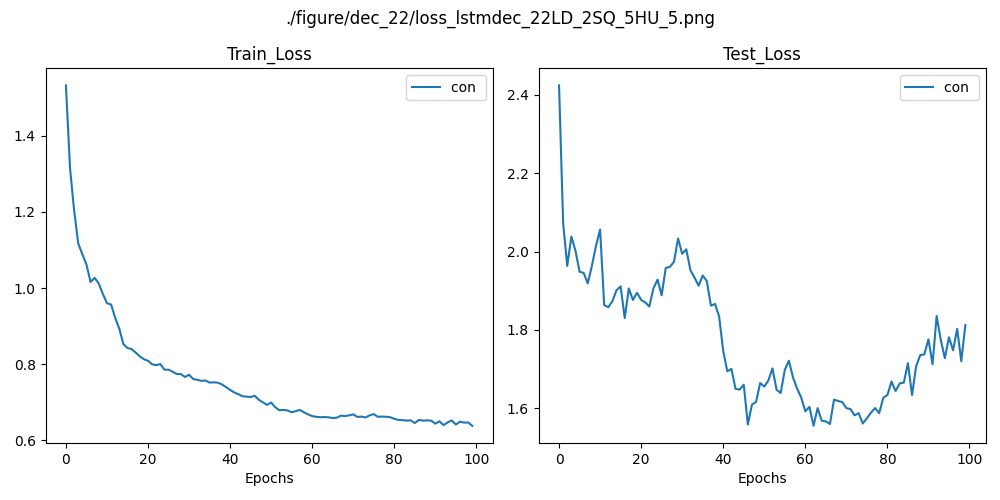 ./figure/dec_22/loss_lstmdec_22LD_2SQ_5HU_5.png
Train_Loss
con
1.4
1.2
1.0
0.8
0.6
0 20 40 60 80 100
Epochs
Test_Loss
con
2.4
2.2
2.0
1.8
1.6
0 20 40 60 80 100
Epochs